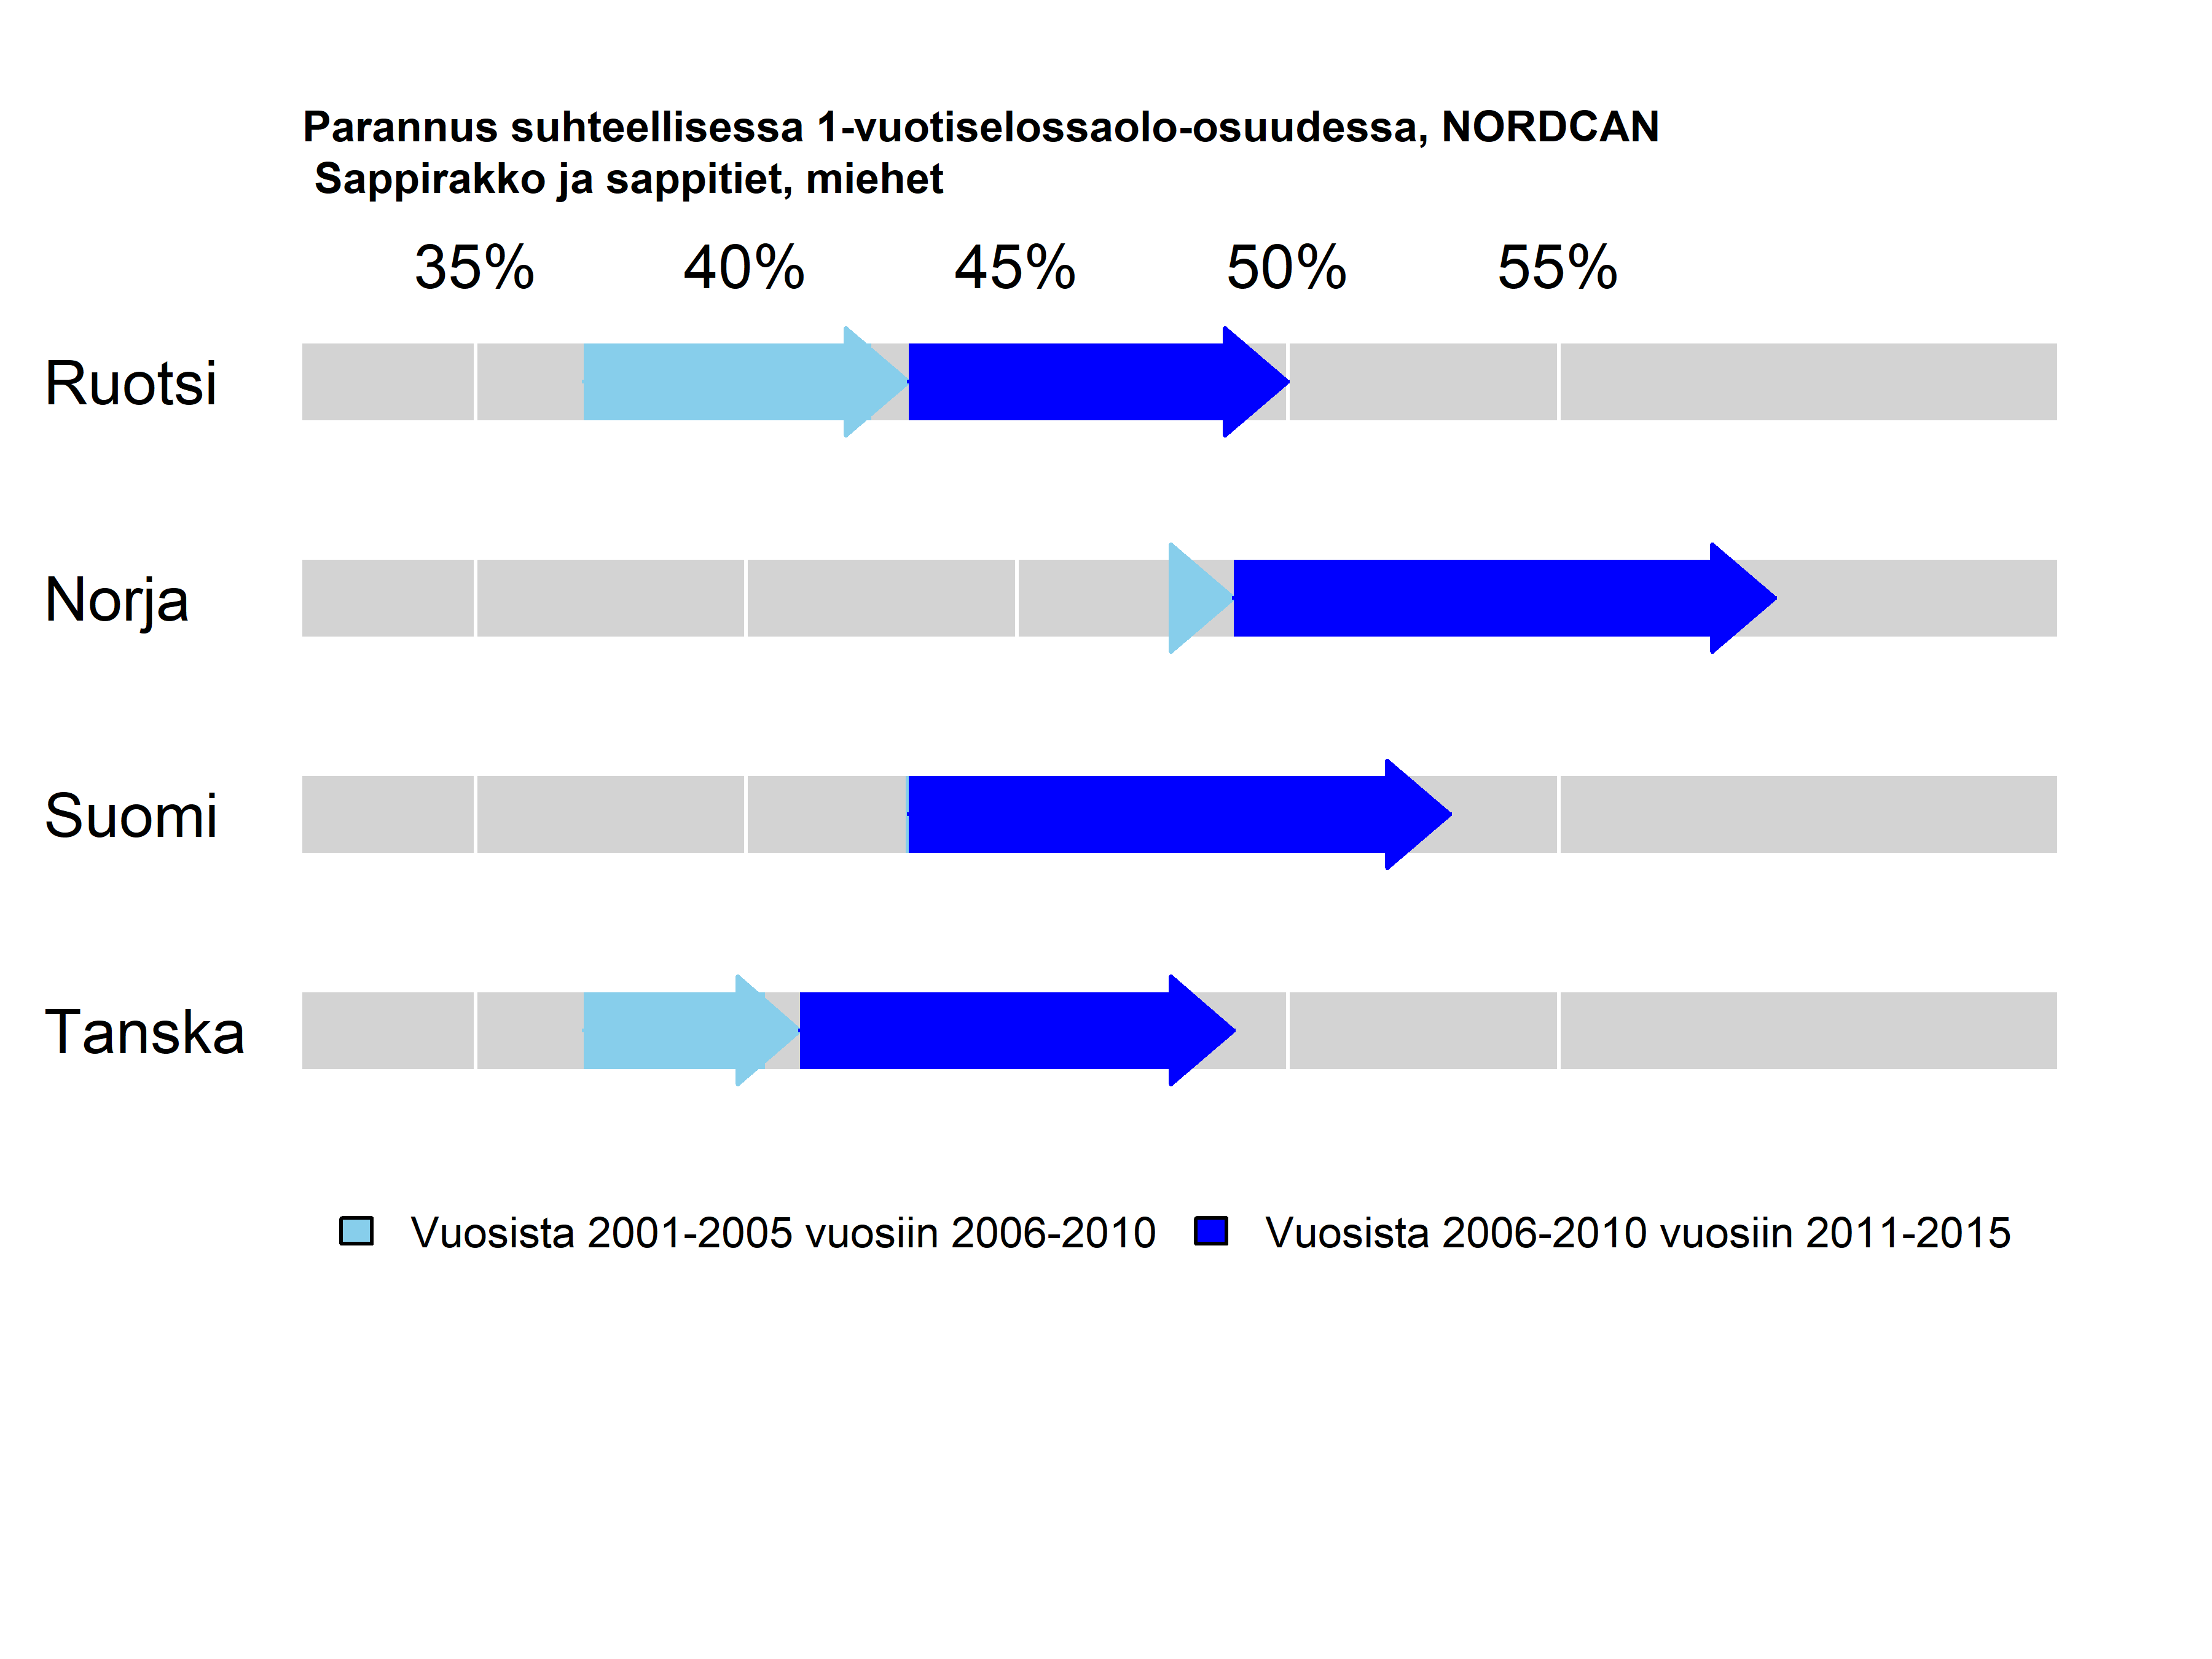 Parannus suhteellisessa 1-vuotiselossaolo-osuudessa, NORDCAN
Sappirakko ja sappitiet, miehet
35% 40% 45% 50% 55%
Ruotsi
Norja
Suomi
Tanska
Vuosista 2001-2005 vuosiin 2006-2010 Vuosista 2006-2010 vuosiin 2011-2015